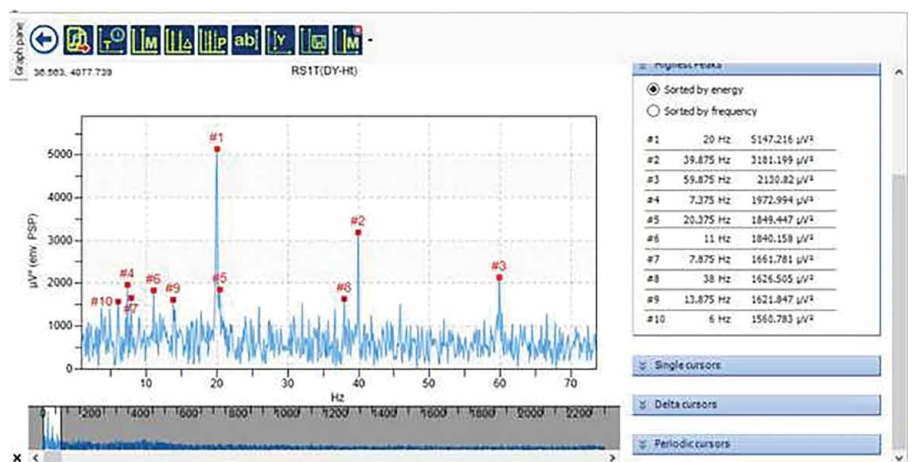 Graph pane
T M P ab Y M
36.563, 4077.739
RS1T(DY-Ht)
Highest Peaks
Sorted by energy
Sorted by frequency
#1 20 Hz 5147.216 µV²
#2 39.875 Hz 3181.199 µV²
#3 59.875 Hz 2130.82 µV²
#4 7.375 Hz 1972.994 µV²
#5 20.375 Hz 1849.447 µV²
#6 11 Hz 1840.158 µV²
#7 7.875 Hz 1661.781 µV²
#8 38 Hz 1626.505 µV²
#9 13.875 Hz 1621.847 µV²
#10 6 Hz 1560.783 µV²
Single cursors
Delta cursors
Periodic cursors
µV² (env. PSP)
5000
4000
3000
2000
1000
0
#1
#2
#3
#4
#5
#6
#7
#8
#9
#10
10 20 30 40 50 60 70
Hz
0 200 400 600 800 1000 1200 1400 1600 1800 2000 2200